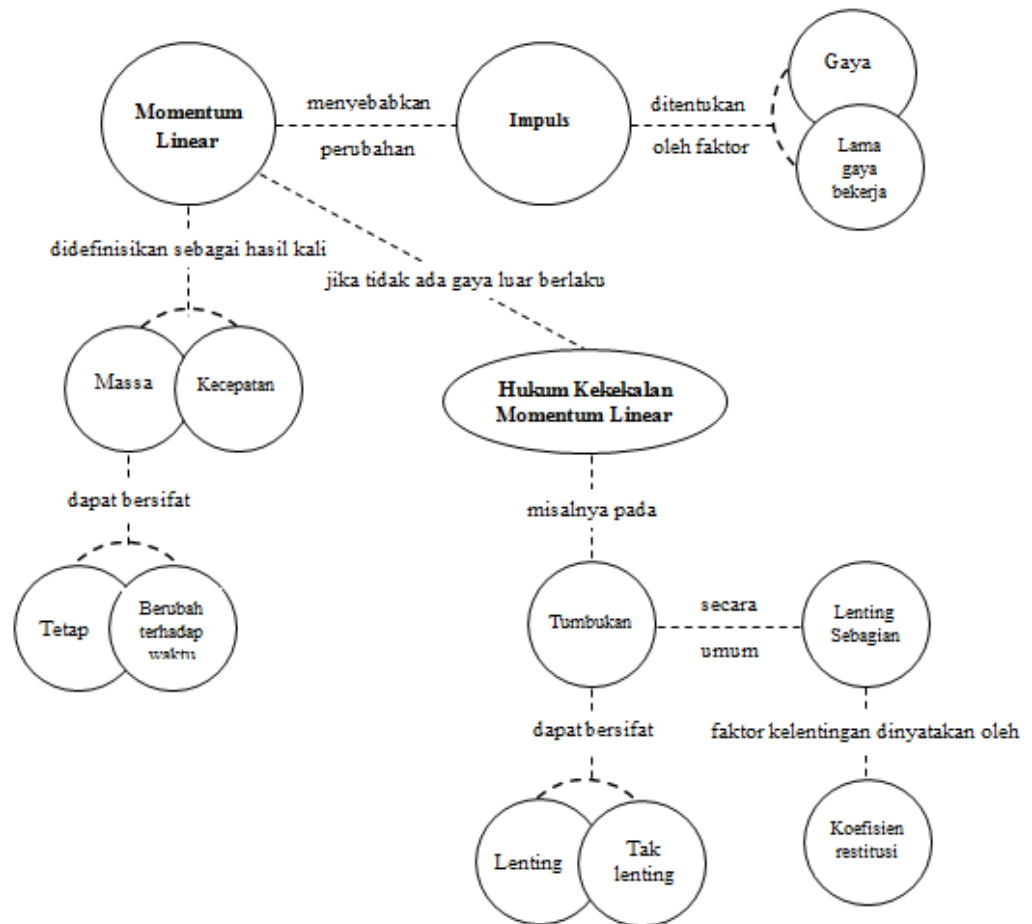 Momentum
Linear
menyebabkan
perubahan
Impuls
ditentukan
oleh faktor
Gaya
Lama
gaya
bekerja
didefinisikan sebagai hasil kali
jika tidak ada gaya luar berlaku
Massa
Kecepatan
Hukum Kekekalan
Momentum Linear
dapat bersifat
misalnya pada
Tetap
Berubah
terhadap
waktu
Tumbukan
secara
umum
Lenting
Sebagian
dapat bersifat
faktor kelentingan dinyatakan oleh
Lenting
Tak
lenting
Koefisien
restitusi